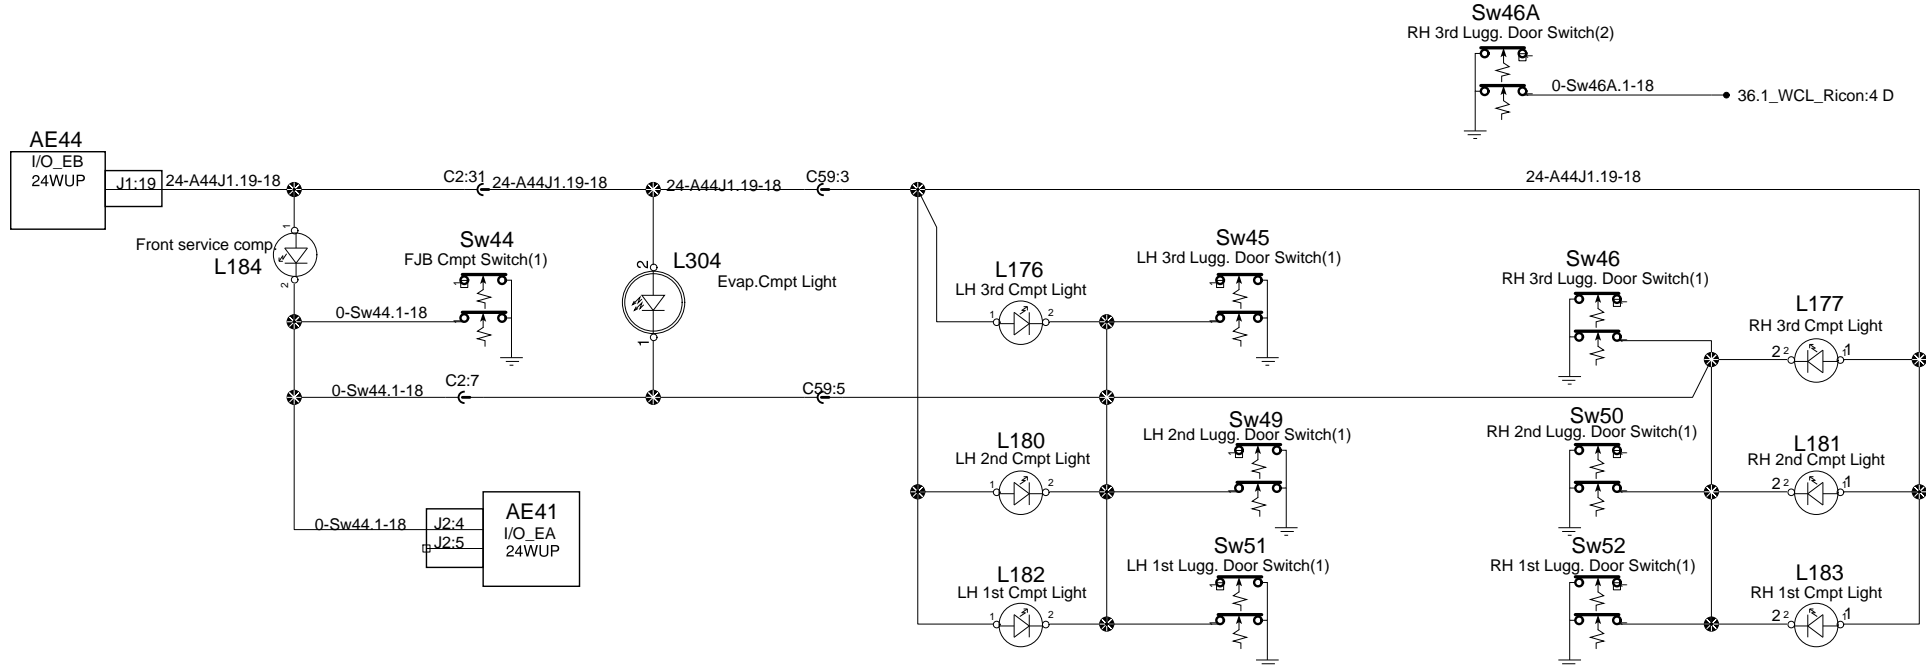 Sw46A
RH 3rd Lugg. Door Switch(2)
0-Sw46A.1-18
36.1_WCL_Ricon:4 D
AE44
I/O_EB
24WUP
J1:19
24-A44J1.19-18
C2:31
24-A44J1.19-18
24-A44J1.19-18
C59:3
24-A44J1.19-18
1
Front service comp.
L184
2
Sw44
FJB Cmpt Switch(1)
0-Sw44.1-18
2
L304
Evap.Cmpt Light
1
L176
LH 3rd Cmpt Light
1
2
Sw45
LH 3rd Lugg. Door Switch(1)
Sw46
RH 3rd Lugg. Door Switch(1)
L177
RH 3rd Cmpt Light
2 2
1 1
0-Sw44.1-18
C2:7
C59:5
L180
LH 2nd Cmpt Light
1
2
Sw49
LH 2nd Lugg. Door Switch(1)
Sw50
RH 2nd Lugg. Door Switch(1)
L181
RH 2nd Cmpt Light
2 2
1 1
0-Sw44.1-18
J2:4
J2:5
AE41
I/O_EA
24WUP
L182
LH 1st Cmpt Light
1
2
Sw51
LH 1st Lugg. Door Switch(1)
Sw52
RH 1st Lugg. Door Switch(1)
L183
RH 1st Cmpt Light
2 2
1 1